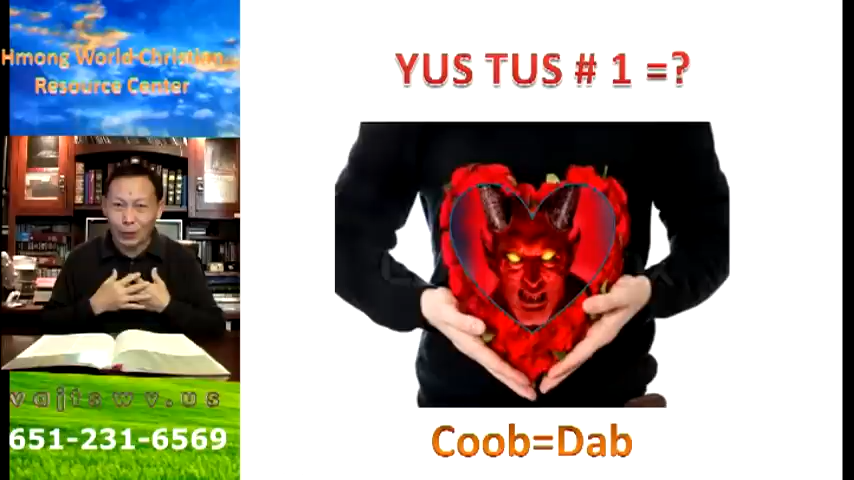 Hmong World Christian
Resource Center
YUS TUS # 1 =?
vajtswv.us
651-231-6569
Coob=Dab